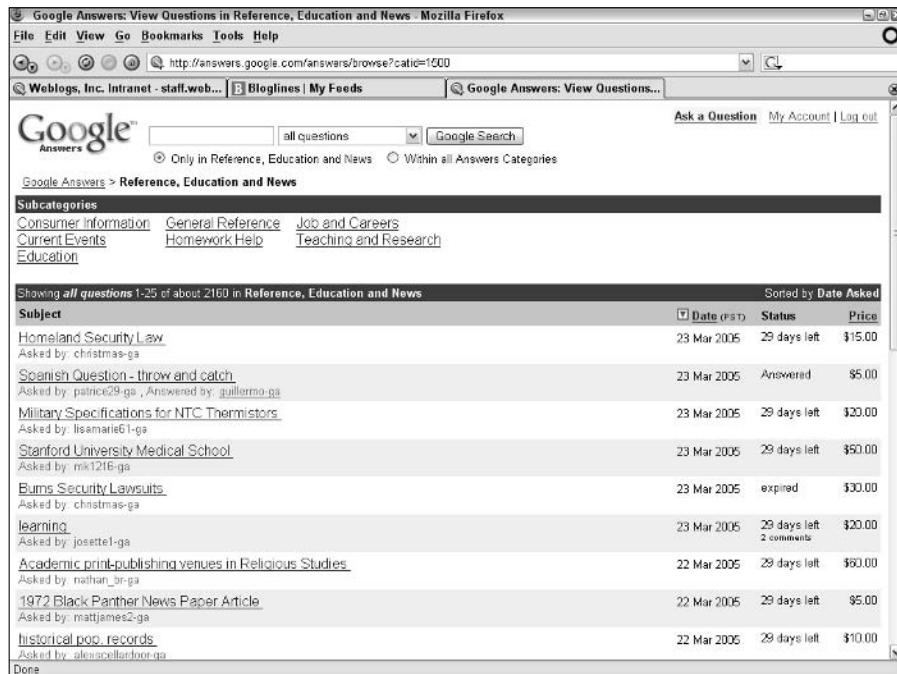 Google Answers: View Questions in Reference, Education and News - Mozilla Firefox
File Edit View Go Bookmarks Tools Help
http://answers.google.com/answers/browse?catid=1500
Weblogs, Inc. Intranet - staff.web... Bloglines | My Feeds Google Answers: View Questions...
Ask a Question My Account | Log out
Google™ Answers all questions Google Search
Only in Reference, Education and News Within all Answers Categories
Google Answers > Reference, Education and News
Subcategories
Consumer Information General Reference Job and Careers
Current Events Homework Help Teaching and Research
Education
Showing all questions 1-25 of about 2160 in Reference, Education and News Sorted by Date Asked
Subject Date (PST) Status Price
Homeland Security Law 23 Mar 2005 29 days left $15.00
Asked by: christmas-ga
Spanish Question - throw and catch 23 Mar 2005 Answered $5.00
Asked by: patrice29-ga , Answered by: guillermo-ga
Military Specifications for NTC Thermistors 23 Mar 2005 29 days left $20.00
Asked by: lisamarie61-ga
Stanford University Medical School 23 Mar 2005 29 days left $50.00
Asked by: mk1216-ga
Burns Security Lawsuits 23 Mar 2005 expired $30.00
Asked by: christmas-ga
learning 23 Mar 2005 29 days left $20.00
Asked by: josette1-ga 2 comments
Academic print-publishing venues in Religious Studies 22 Mar 2005 29 days left $60.00
Asked by: nathan_br-ga
1972 Black Panther News Paper Article 22 Mar 2005 29 days left $5.00
Asked by: mattjames2-ga
historical pop. records 22 Mar 2005 29 days left $10.00
Asked by: alexscellardoor-ga
Done